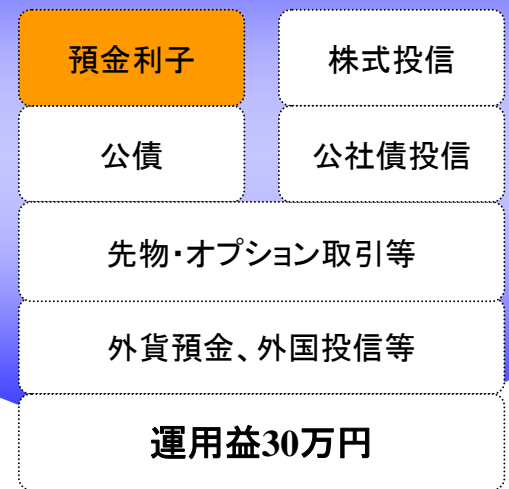 預金利子
株式投信
公債
公社債投信
先物・オプション取引等
外貨預金、外国投信等
運用益30万円